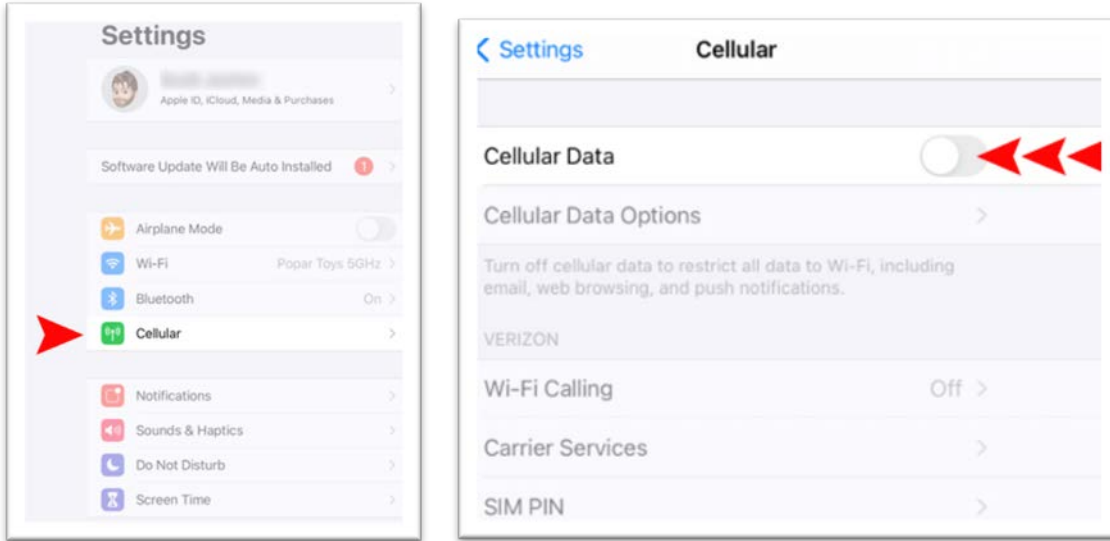 Settings
Apple ID, iCloud, Media & Purchases
Software Update Will Be Auto Installed 1
Airplane Mode
Wi-Fi Popar Toys 5GHz
Bluetooth On
Cellular
Notifications
Sounds & Haptics
Do Not Disturb
Screen Time
Settings Cellular
Cellular Data
Cellular Data Options
Turn off cellular data to restrict all data to Wi-Fi, including
email, web browsing, and push notifications.
VERIZON
Wi-Fi Calling Off
Carrier Services
SIM PIN